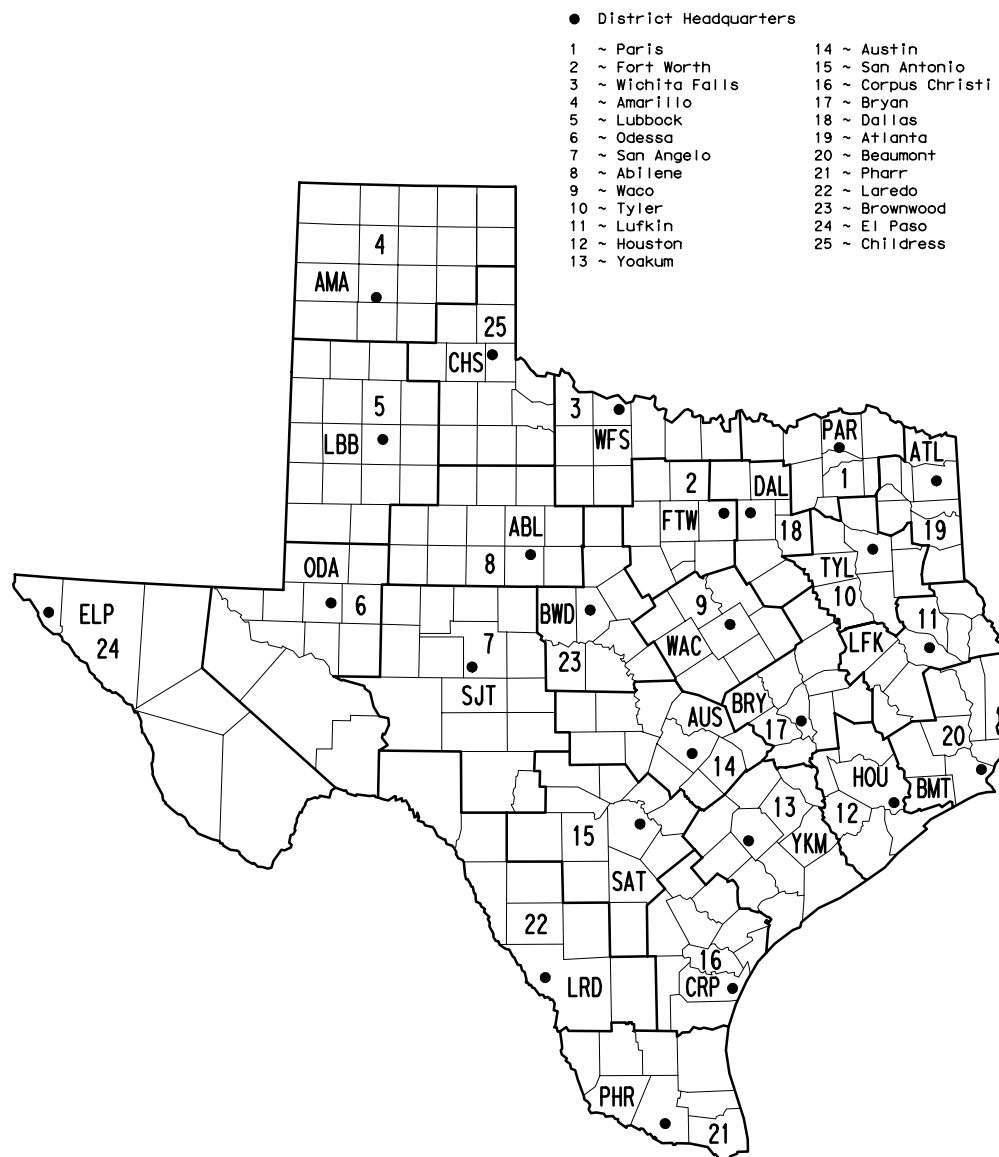 ● District Headquarters
1 ~ Paris
2 ~ Fort Worth
3 ~ Wichita Falls
4 ~ Amarillo
5 ~ Lubbock
6 ~ Odessa
7 ~ San Angelo
8 ~ Abilene
9 ~ Waco
10 ~ Tyler
11 ~ Lufkin
12 ~ Houston
13 ~ Yoakum
14 ~ Austin
15 ~ San Antonio
16 ~ Corpus Christi
17 ~ Bryan
18 ~ Dallas
19 ~ Atlanta
20 ~ Beaumont
21 ~ Pharr
22 ~ Laredo
23 ~ Brownwood
24 ~ El Paso
25 ~ Childress
4
AMA
25
CHS
5
LBB
3
WFS
PAR
1
ATL
19
2
FTW
DAL
18
ABL
8
ODA
6
TYL
10
ELP
24
BWD
23
9
WAC
11
LFK
7
SJT
BRY
17
AUS
14
20
BMT
HOU
12
13
YKM
15
SAT
22
LRD
16
CRP
PHR
21